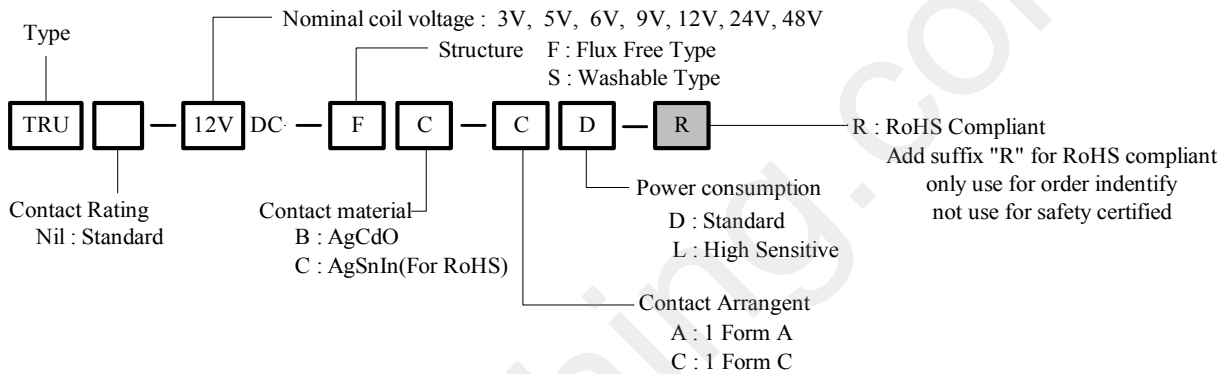 Nominal coil voltage : 3V, 5V, 6V, 9V, 12V, 24V, 48V
Type
Structure F : Flux Free Type
S : Washable Type
TRU - 12V DC - F C - C D - R
R : RoHS Compliant
Add suffix "R" for RoHS compliant
only use for order indentify
not use for safety certified
Contact Rating
Nil : Standard
Contact material
B : AgCdO
C : AgSnIn(For RoHS)
Power consumption
D : Standard
L : High Sensitive
Contact Arrangent
A : 1 Form A
C : 1 Form C